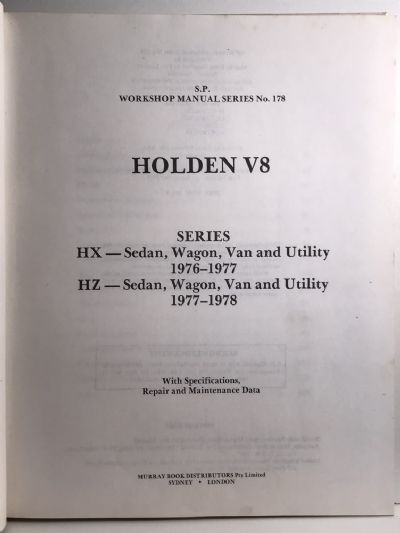 S.P.
WORKSHOP MANUAL SERIES No. 178
HOLDEN V8
SERIES
HX — Sedan, Wagon, Van and Utility
1976–1977
HZ — Sedan, Wagon, Van and Utility
1977–1978
With Specifications,
Repair and Maintenance Data
MURRAY BOOK DISTRIBUTORS Pty Limited
SYDNEY • LONDON